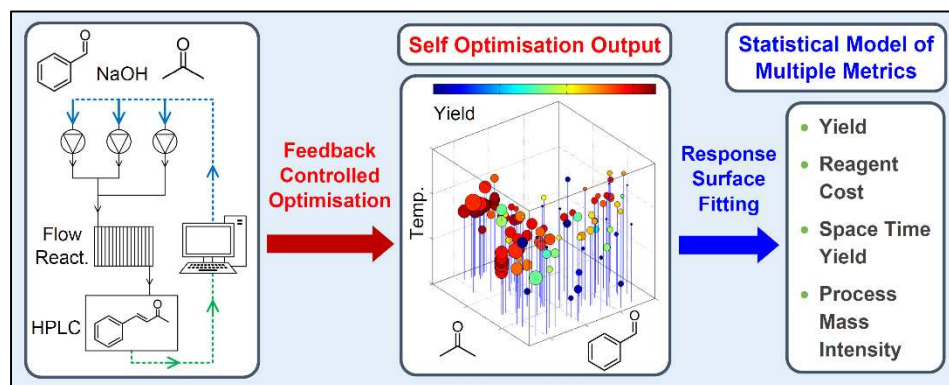 NaOH
Flow
React.
HPLC
Feedback
Controlled
Optimisation
Self Optimisation Output
Yield
Temp.
Response
Surface
Fitting
Statistical Model of
Multiple Metrics
• Yield
• Reagent
Cost
• Space Time
Yield
• Process
Mass
Intensity